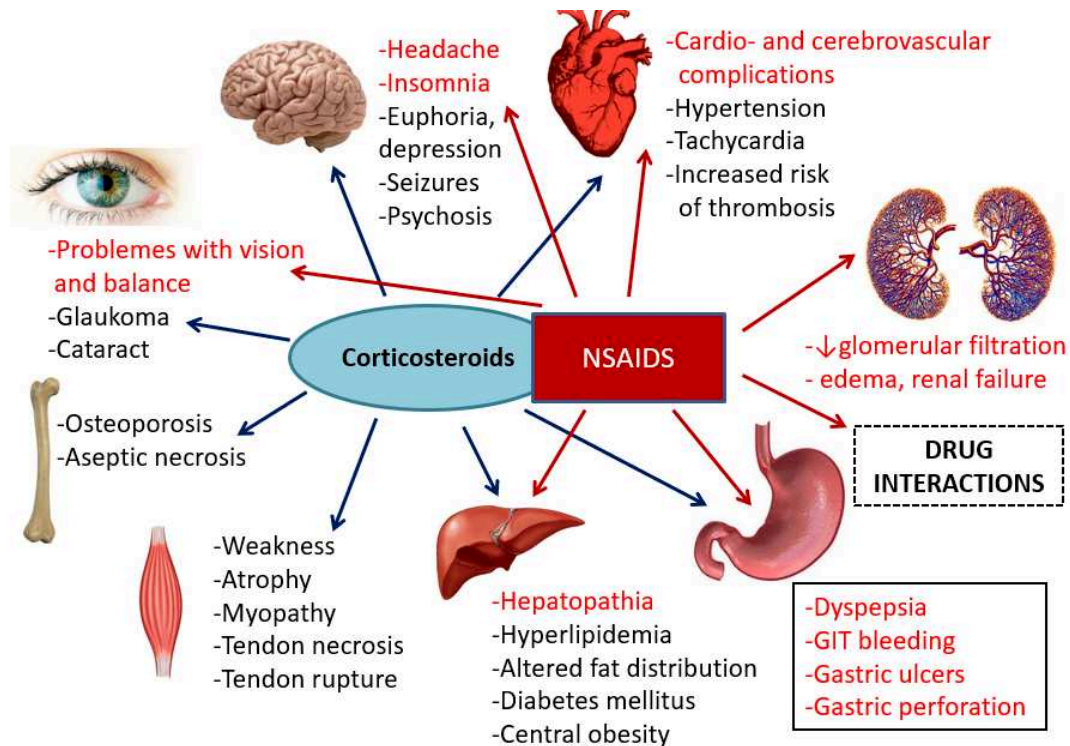 -Headache
-Insomnia
-Euphoria,
depression
-Seizures
-Psychosis
-Cardio- and cerebrovascular
complications
-Hypertension
-Tachycardia
-Increased risk
of thrombosis
-Problemes with vision
and balance
-Glaukoma
-Cataract
Corticosteroids
NSAIDS
-↓glomerular filtration
- edema, renal failure
-Osteoporosis
-Aseptic necrosis
DRUG
INTERACTIONS
-Weakness
-Atrophy
-Myopathy
-Tendon necrosis
-Tendon rupture
-Hepatopathia
-Hyperlipidemia
-Altered fat distribution
-Diabetes mellitus
-Central obesity
-Dyspepsia
-GIT bleeding
-Gastric ulcers
-Gastric perforation